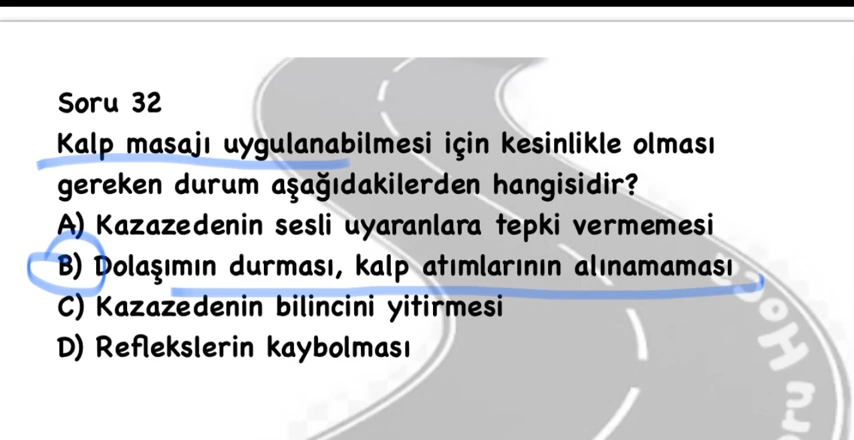 Soru 32
Kalp masajı uygulanabilmesi için kesinlikle olması
gereken durum aşağıdakilerden hangisidir?
A) Kazazedenin sesli uyaranlara tepki vermemesi
B) Dolaşımın durması, kalp atımlarının alınamaması
C) Kazazedenin bilincini yitirmesi
D) Reflekslerin kaybolması